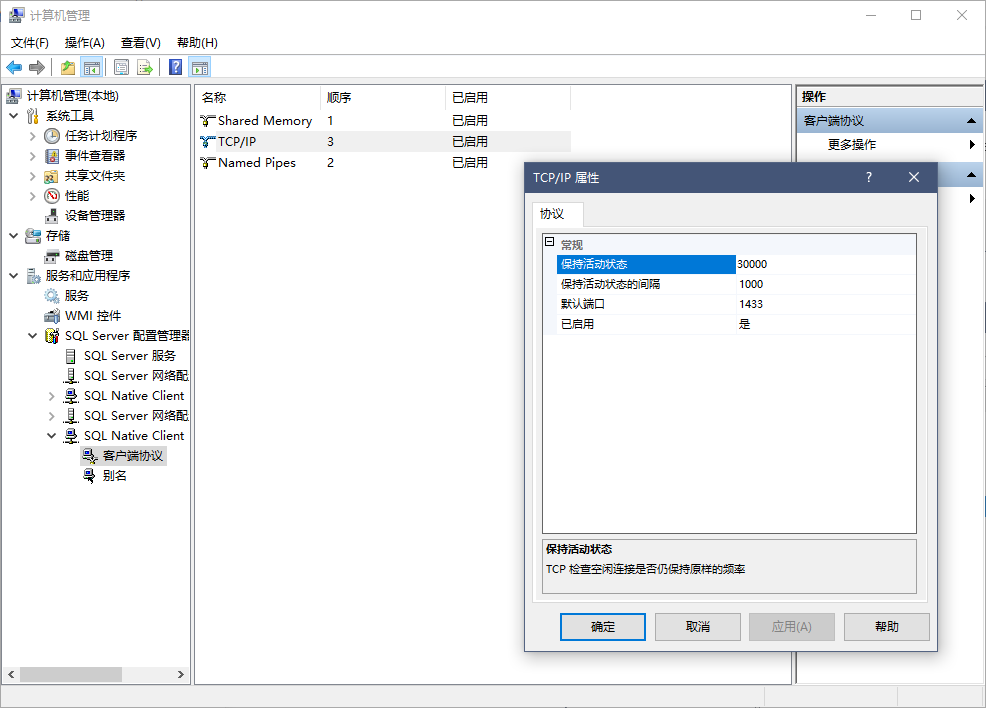 计算机管理
文件(F) 操作(A) 查看(V) 帮助(H)
计算机管理(本地)
系统工具
任务计划程序
事件查看器
共享文件夹
性能
设备管理器
存储
磁盘管理
服务和应用程序
服务
WMI 控件
SQL Server 配置管理器
SQL Server 服务
SQL Server 网络配
SQL Native Client
SQL Server 网络配
SQL Native Client
客户端协议
别名
名称 顺序 已启用
Shared Memory 1 已启用
TCP/IP 3 已启用
Named Pipes 2 已启用
操作
客户端协议
更多操作
TCP/IP 属性
协议
常规
保持活动状态 30000
保持活动状态的间隔 1000
默认端口 1433
已启用 是
保持活动状态
TCP 检查空闲连接是否仍保持原样的频率
确定 取消 应用(A) 帮助